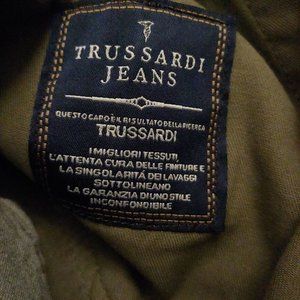 TRUSSARDI
JEANS
QUESTO CAPO È IL RISULTATO DELLA RICERCA
TRUSSARDI
I MIGLIORI TESSUTI,
L'ATTENTA CURA DELLE FINITURE E
LA SINGOLARITÁ DEI LAVAGGI
SOTTOLINEANO
LA GARANZIA DI UNO STILE
INCONFONDIBILE